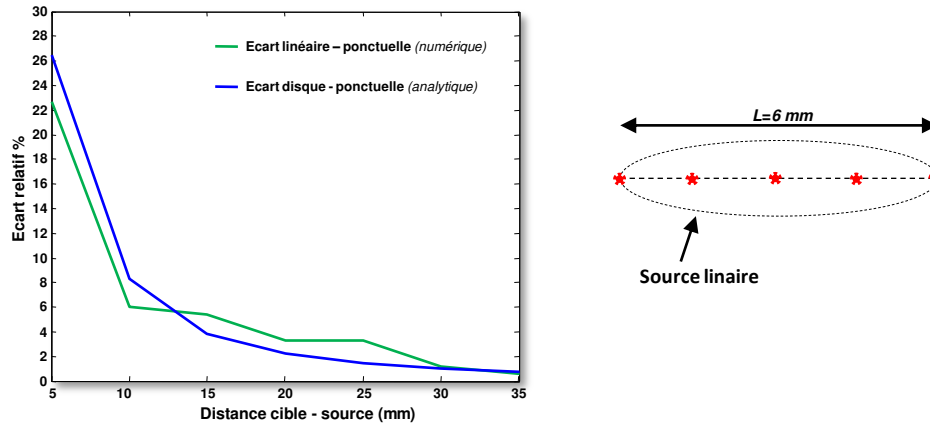 30
28
26
24
22
20
18
16
14
12
10
8
6
4
2
0
Ecart relatif %
Ecart linéaire – ponctuelle (numérique)
Ecart disque - ponctuelle (analytique)
5 10 15 20 25 30 35
Distance cible - source (mm)
L=6 mm
Source linaire